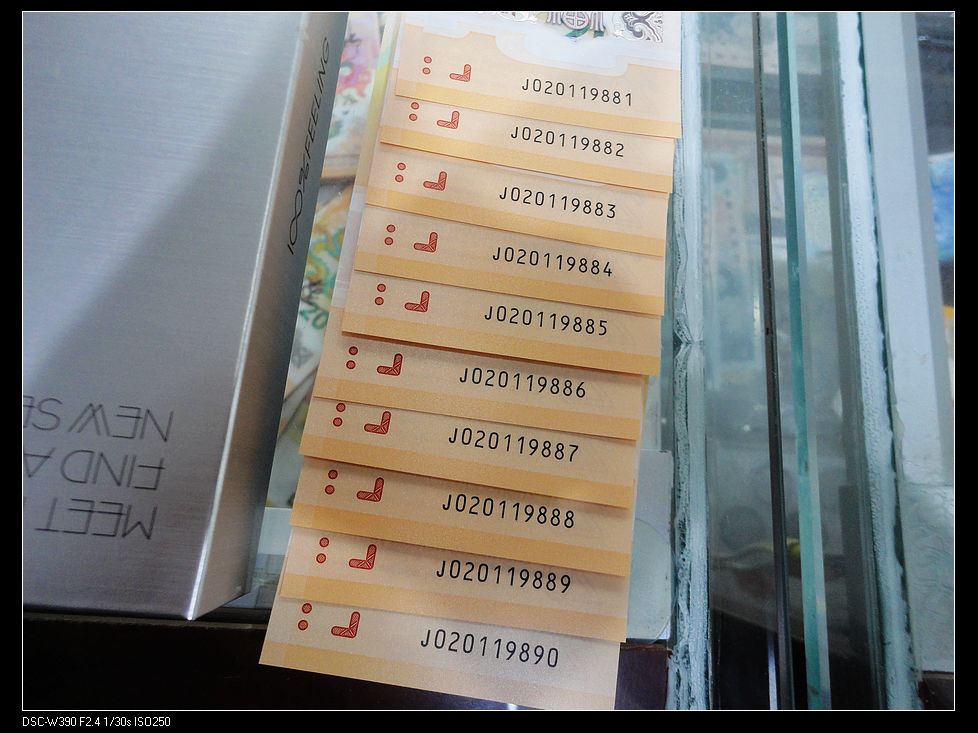 J020119881
J020119882
J020119883
J020119884
J020119885
J020119886
J020119887
J020119888
J020119889
J020119890
100%FEELING
MEET
FIND A
NEW SE
20
DSC-W390 F2.4 1/30s ISO250